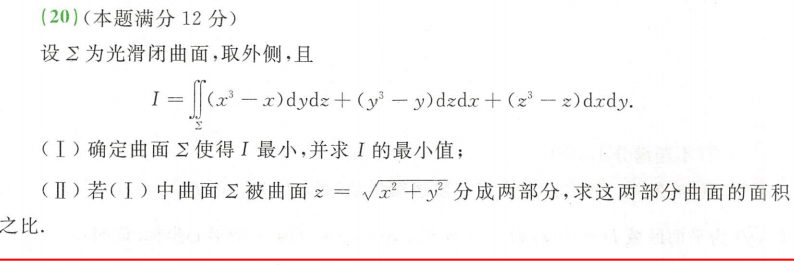 (20)(本题满分 12 分)
设 Σ 为光滑闭曲面,取外侧,且
I = ∬_Σ (x³ − x)dydz + (y³ − y)dzdx + (z³ − z)dxdy.
(Ⅰ)确定曲面 Σ 使得 I 最小,并求 I 的最小值;
(Ⅱ)若(Ⅰ)中曲面 Σ 被曲面 z = √(x² + y²) 分成两部分,求这两部分曲面的面积
之比.